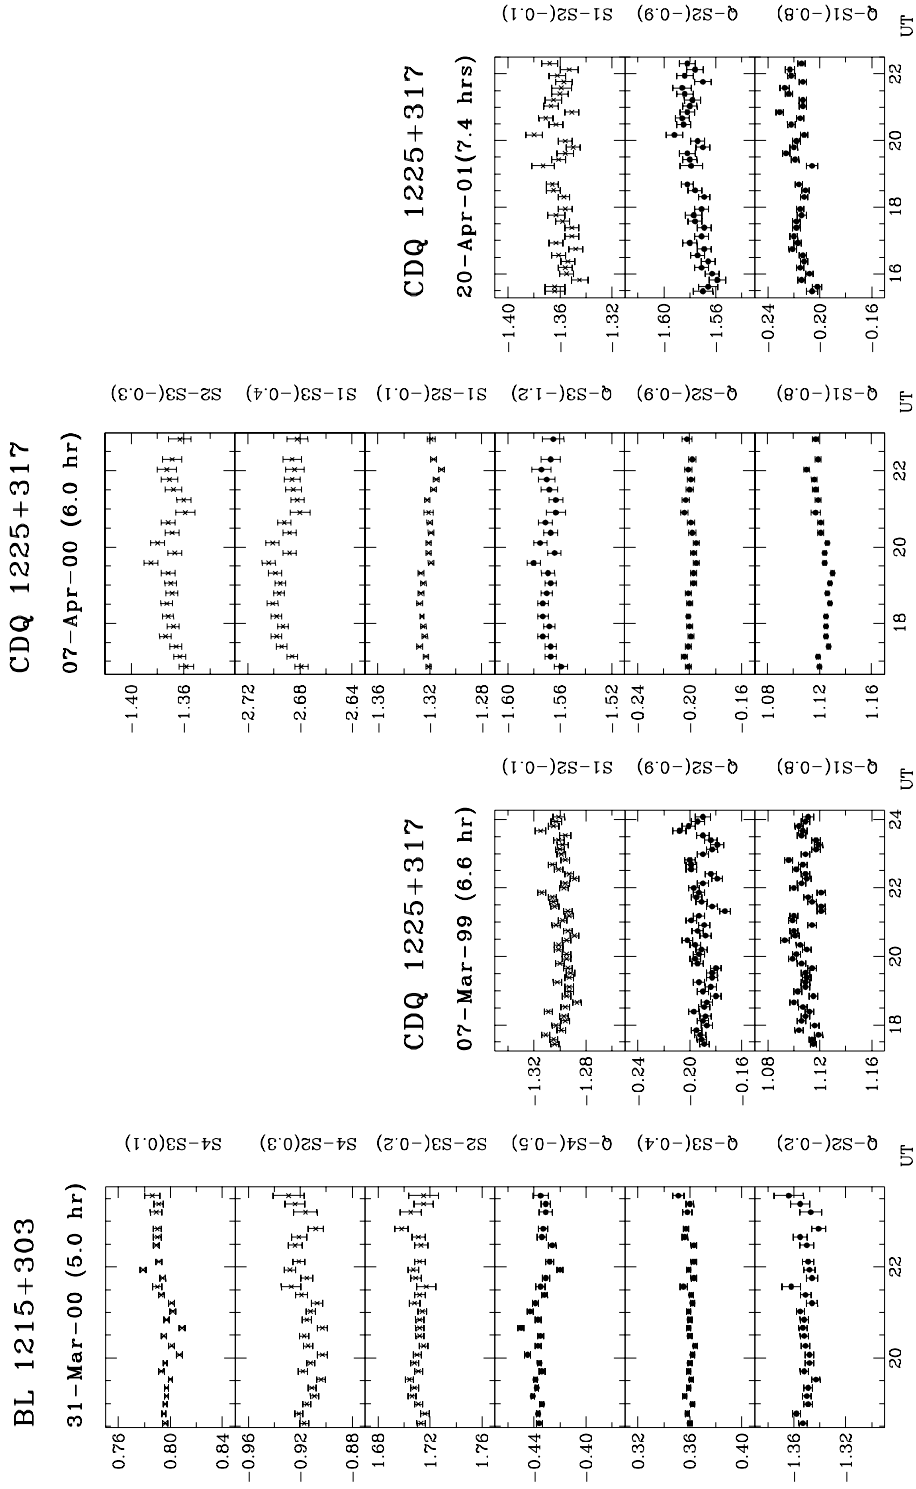 BL 1215+303
31-Mar-00 (5.0 hr)
0.76
0.80
0.84
S4-S3(0.1)
-0.96
-0.92
-0.88
S4-S2(0.3)
1.68
1.72
1.76
S2-S3(-0.2)
-0.44
-0.40
Q-S4(-0.5)
0.32
0.36
0.40
Q-S3(-0.4)
-1.36
-1.32
Q-S2(-0.2)
20 22
UT
CDQ 1225+317
07-Mar-99 (6.6 hr)
-1.32
-1.28
S1-S2(-0.1)
-0.24
-0.20
-0.16
Q-S2(-0.9)
1.08
1.12
1.16
Q-S1(-0.8)
18 20 22 24
UT
CDQ 1225+317
07-Apr-00 (6.0 hr)
-1.40
-1.36
S2-S3(-0.3)
-2.72
-2.68
-2.64
S1-S3(-0.4)
-1.36
-1.32
-1.28
S1-S2(-0.1)
-1.60
-1.56
Q-S3(-1.2)
-0.24
-0.20
-0.16
Q-S2(-0.9)
1.08
1.12
1.16
Q-S1(-0.8)
18 20 22
UT
CDQ 1225+317
20-Apr-01(7.4 hrs)
-1.40
-1.36
-1.32
S1-S2(-0.1)
-1.60
-1.56
Q-S2(-0.9)
-0.24
-0.20
-0.16
Q-S1(-0.8)
16 18 20 22
UT